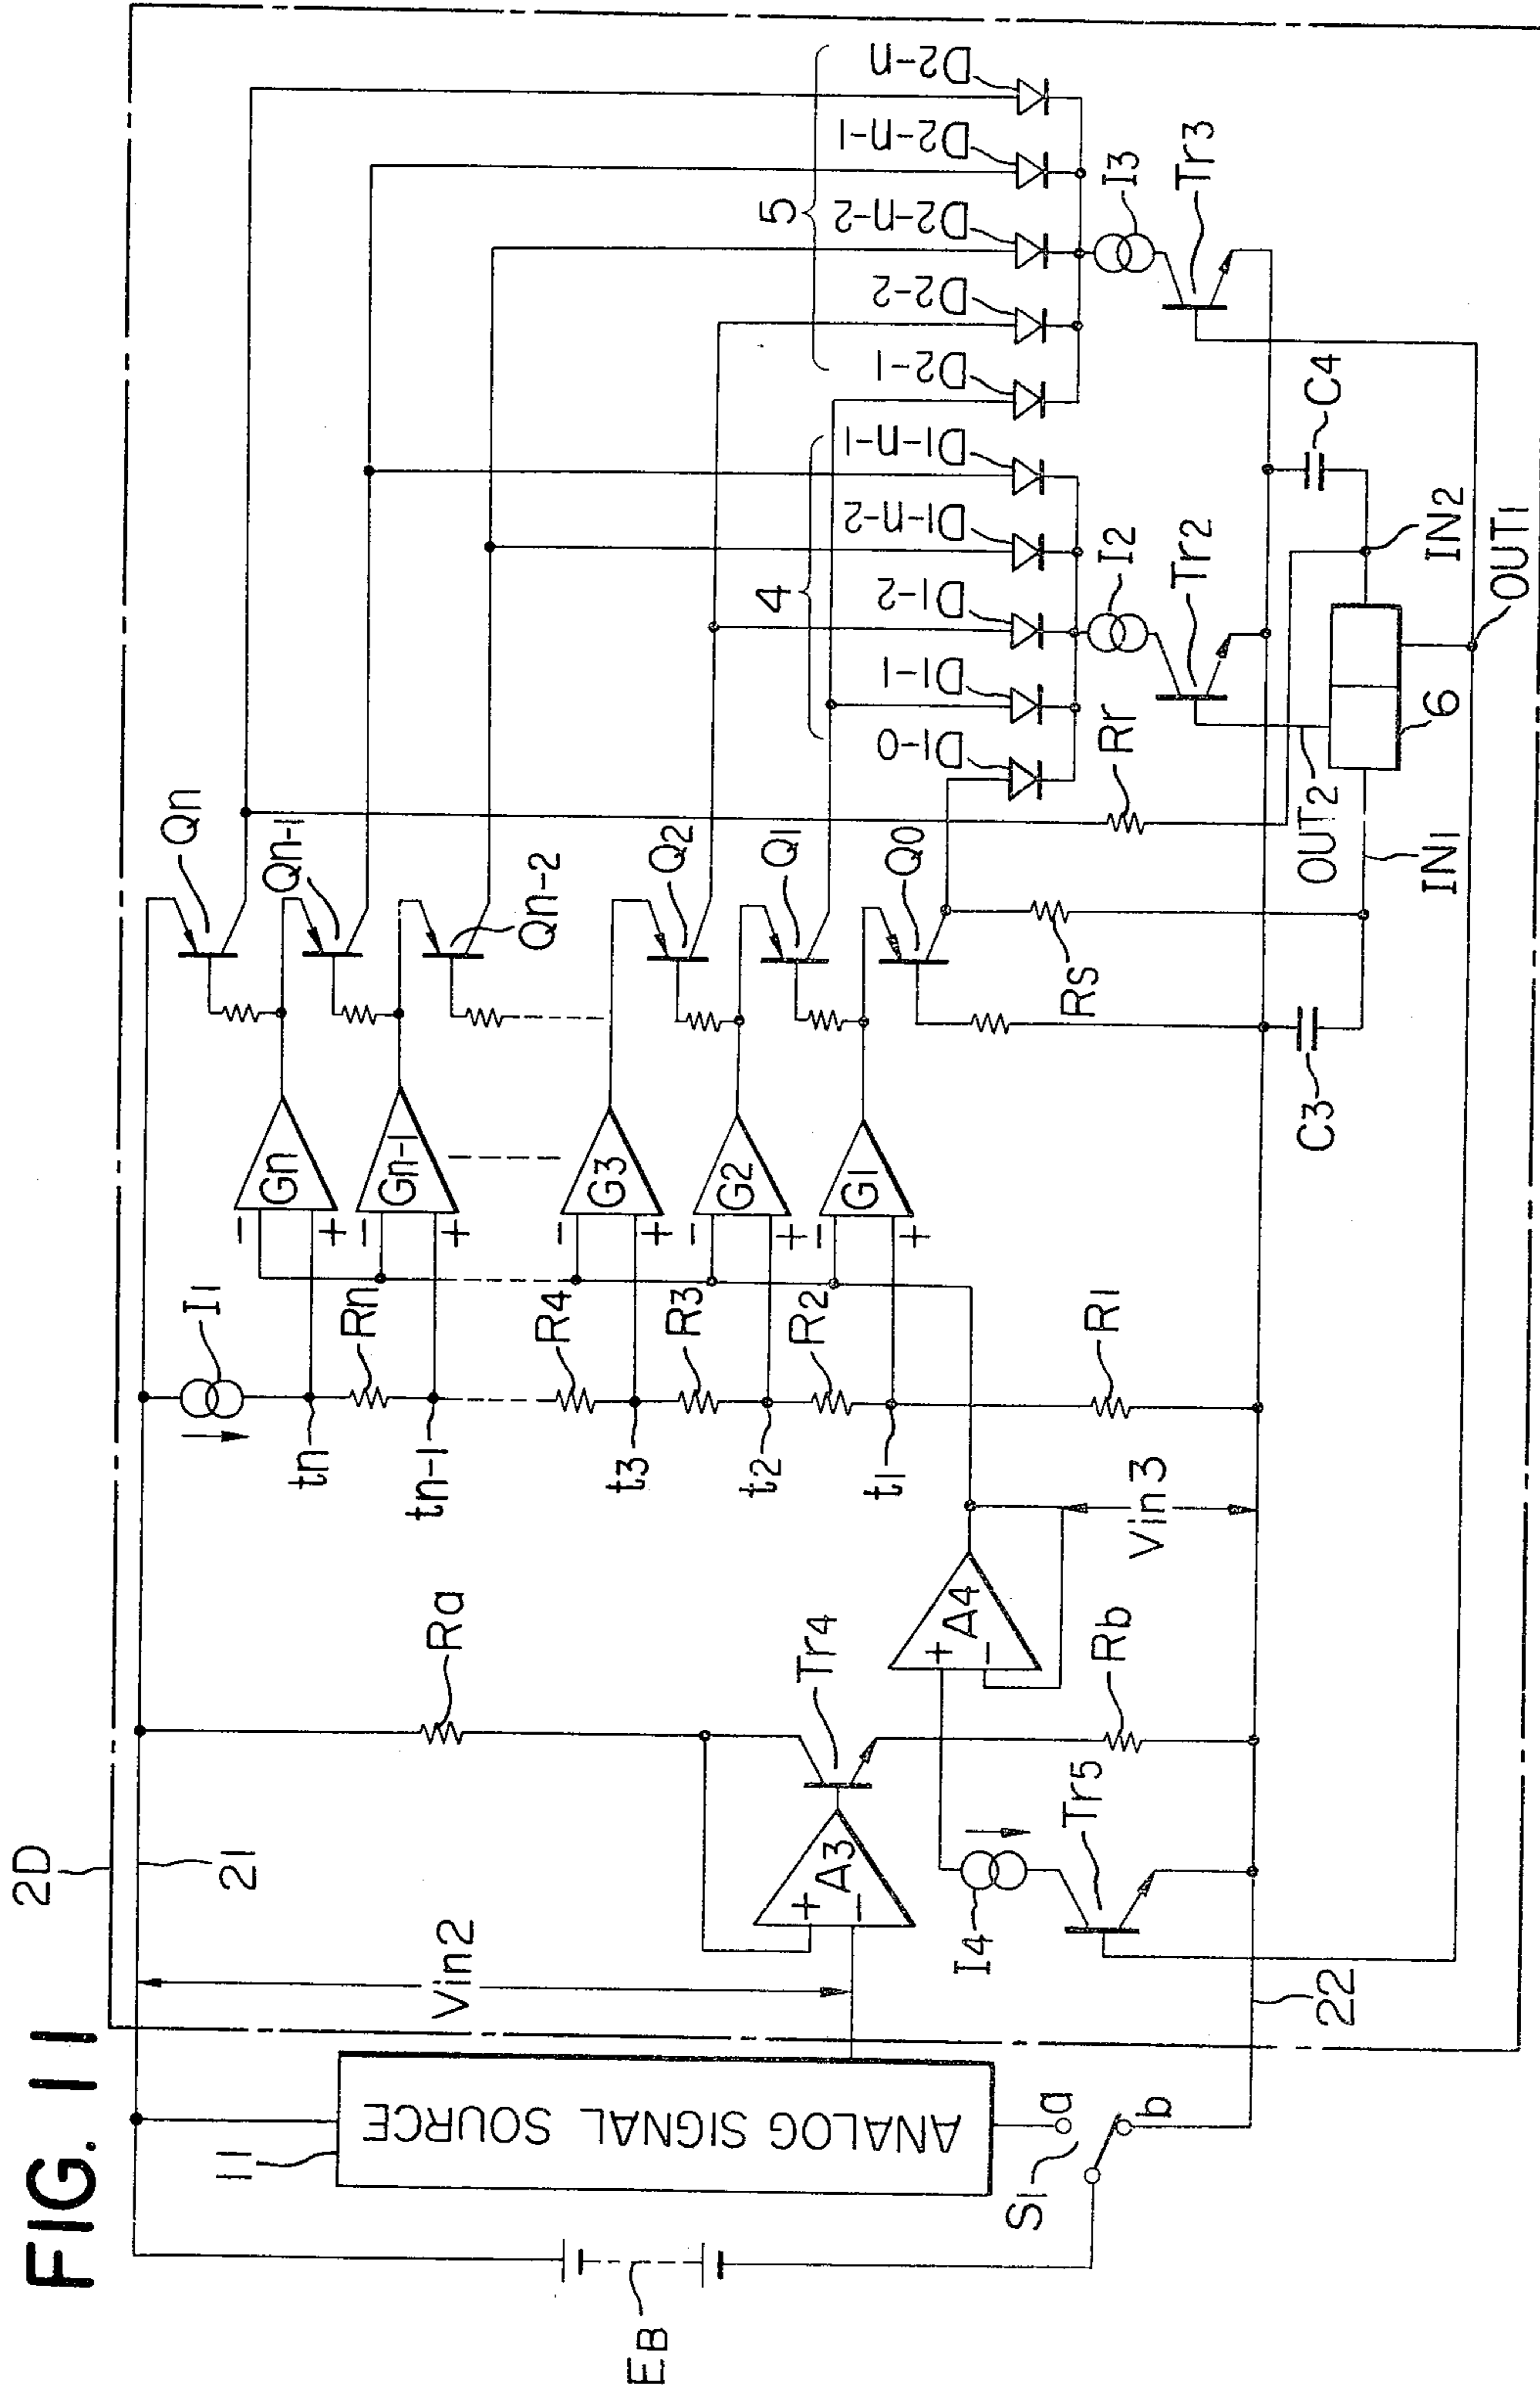 FIG. 11
2D
21
11
ANALOG SIGNAL SOURCE
EB
S1
a
b
22
Vin2
A3
+
−
Ra
Tr4
Rb
I4
Tr5
A4
+
−
Vin3
I1
tn
Rn
tn-1
R4
t3
R3
t2
R2
t1
R1
Gn
−
+
Gn-1
−
+
G3
−
+
G2
−
+
G1
−
+
Qn
Qn-1
Qn-2
Q2
Q1
Q0
RS
C3
Rr
4
D1-0
D1-1
D1-2
D1-n-2
D1-n-1
5
D2-1
D2-2
D2-n-2
D2-n-1
D2-n
I2
Tr2
I3
Tr3
C4
OUT2
IN1
6
IN2
OUT1